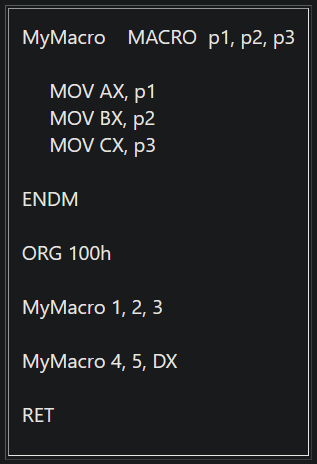 MyMacro    MACRO  p1, p2, p3
MOV AX, p1
MOV BX, p2
MOV CX, p3
ENDM
ORG 100h
MyMacro 1, 2, 3
MyMacro 4, 5, DX
RET